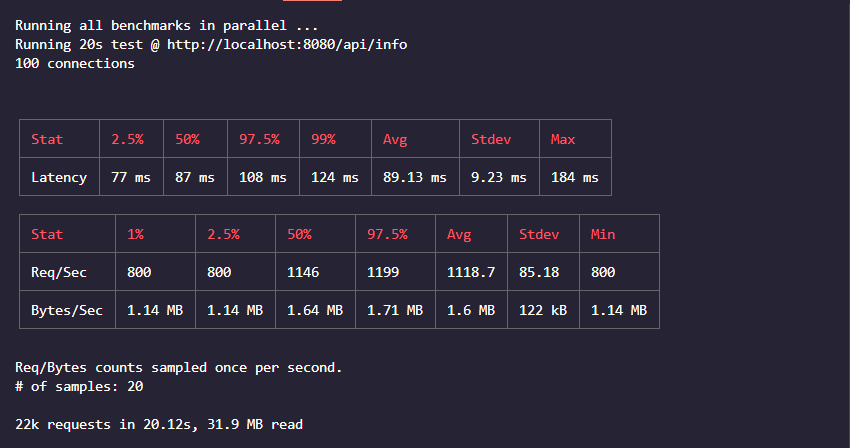 Running all benchmarks in parallel ...
Running 20s test @ http://localhost:8080/api/info
100 connections
Stat 2.5% 50% 97.5% 99% Avg Stdev Max
Latency 77 ms 87 ms 108 ms 124 ms 89.13 ms 9.23 ms 184 ms
Stat 1% 2.5% 50% 97.5% Avg Stdev Min
Req/Sec 800 800 1146 1199 1118.7 85.18 800
Bytes/Sec 1.14 MB 1.14 MB 1.64 MB 1.71 MB 1.6 MB 122 kB 1.14 MB
Req/Bytes counts sampled once per second.
# of samples: 20
22k requests in 20.12s, 31.9 MB read